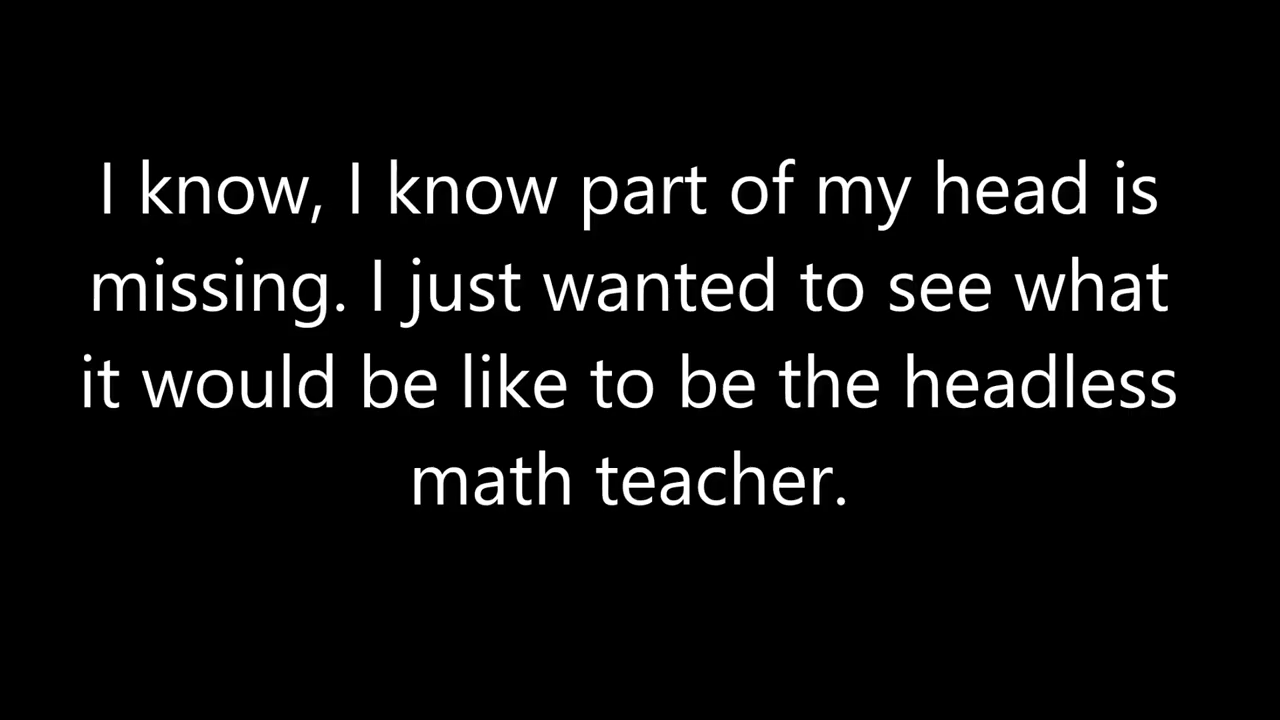 I know, I know part of my head is
missing. I just wanted to see what
it would be like to be the headless
math teacher.